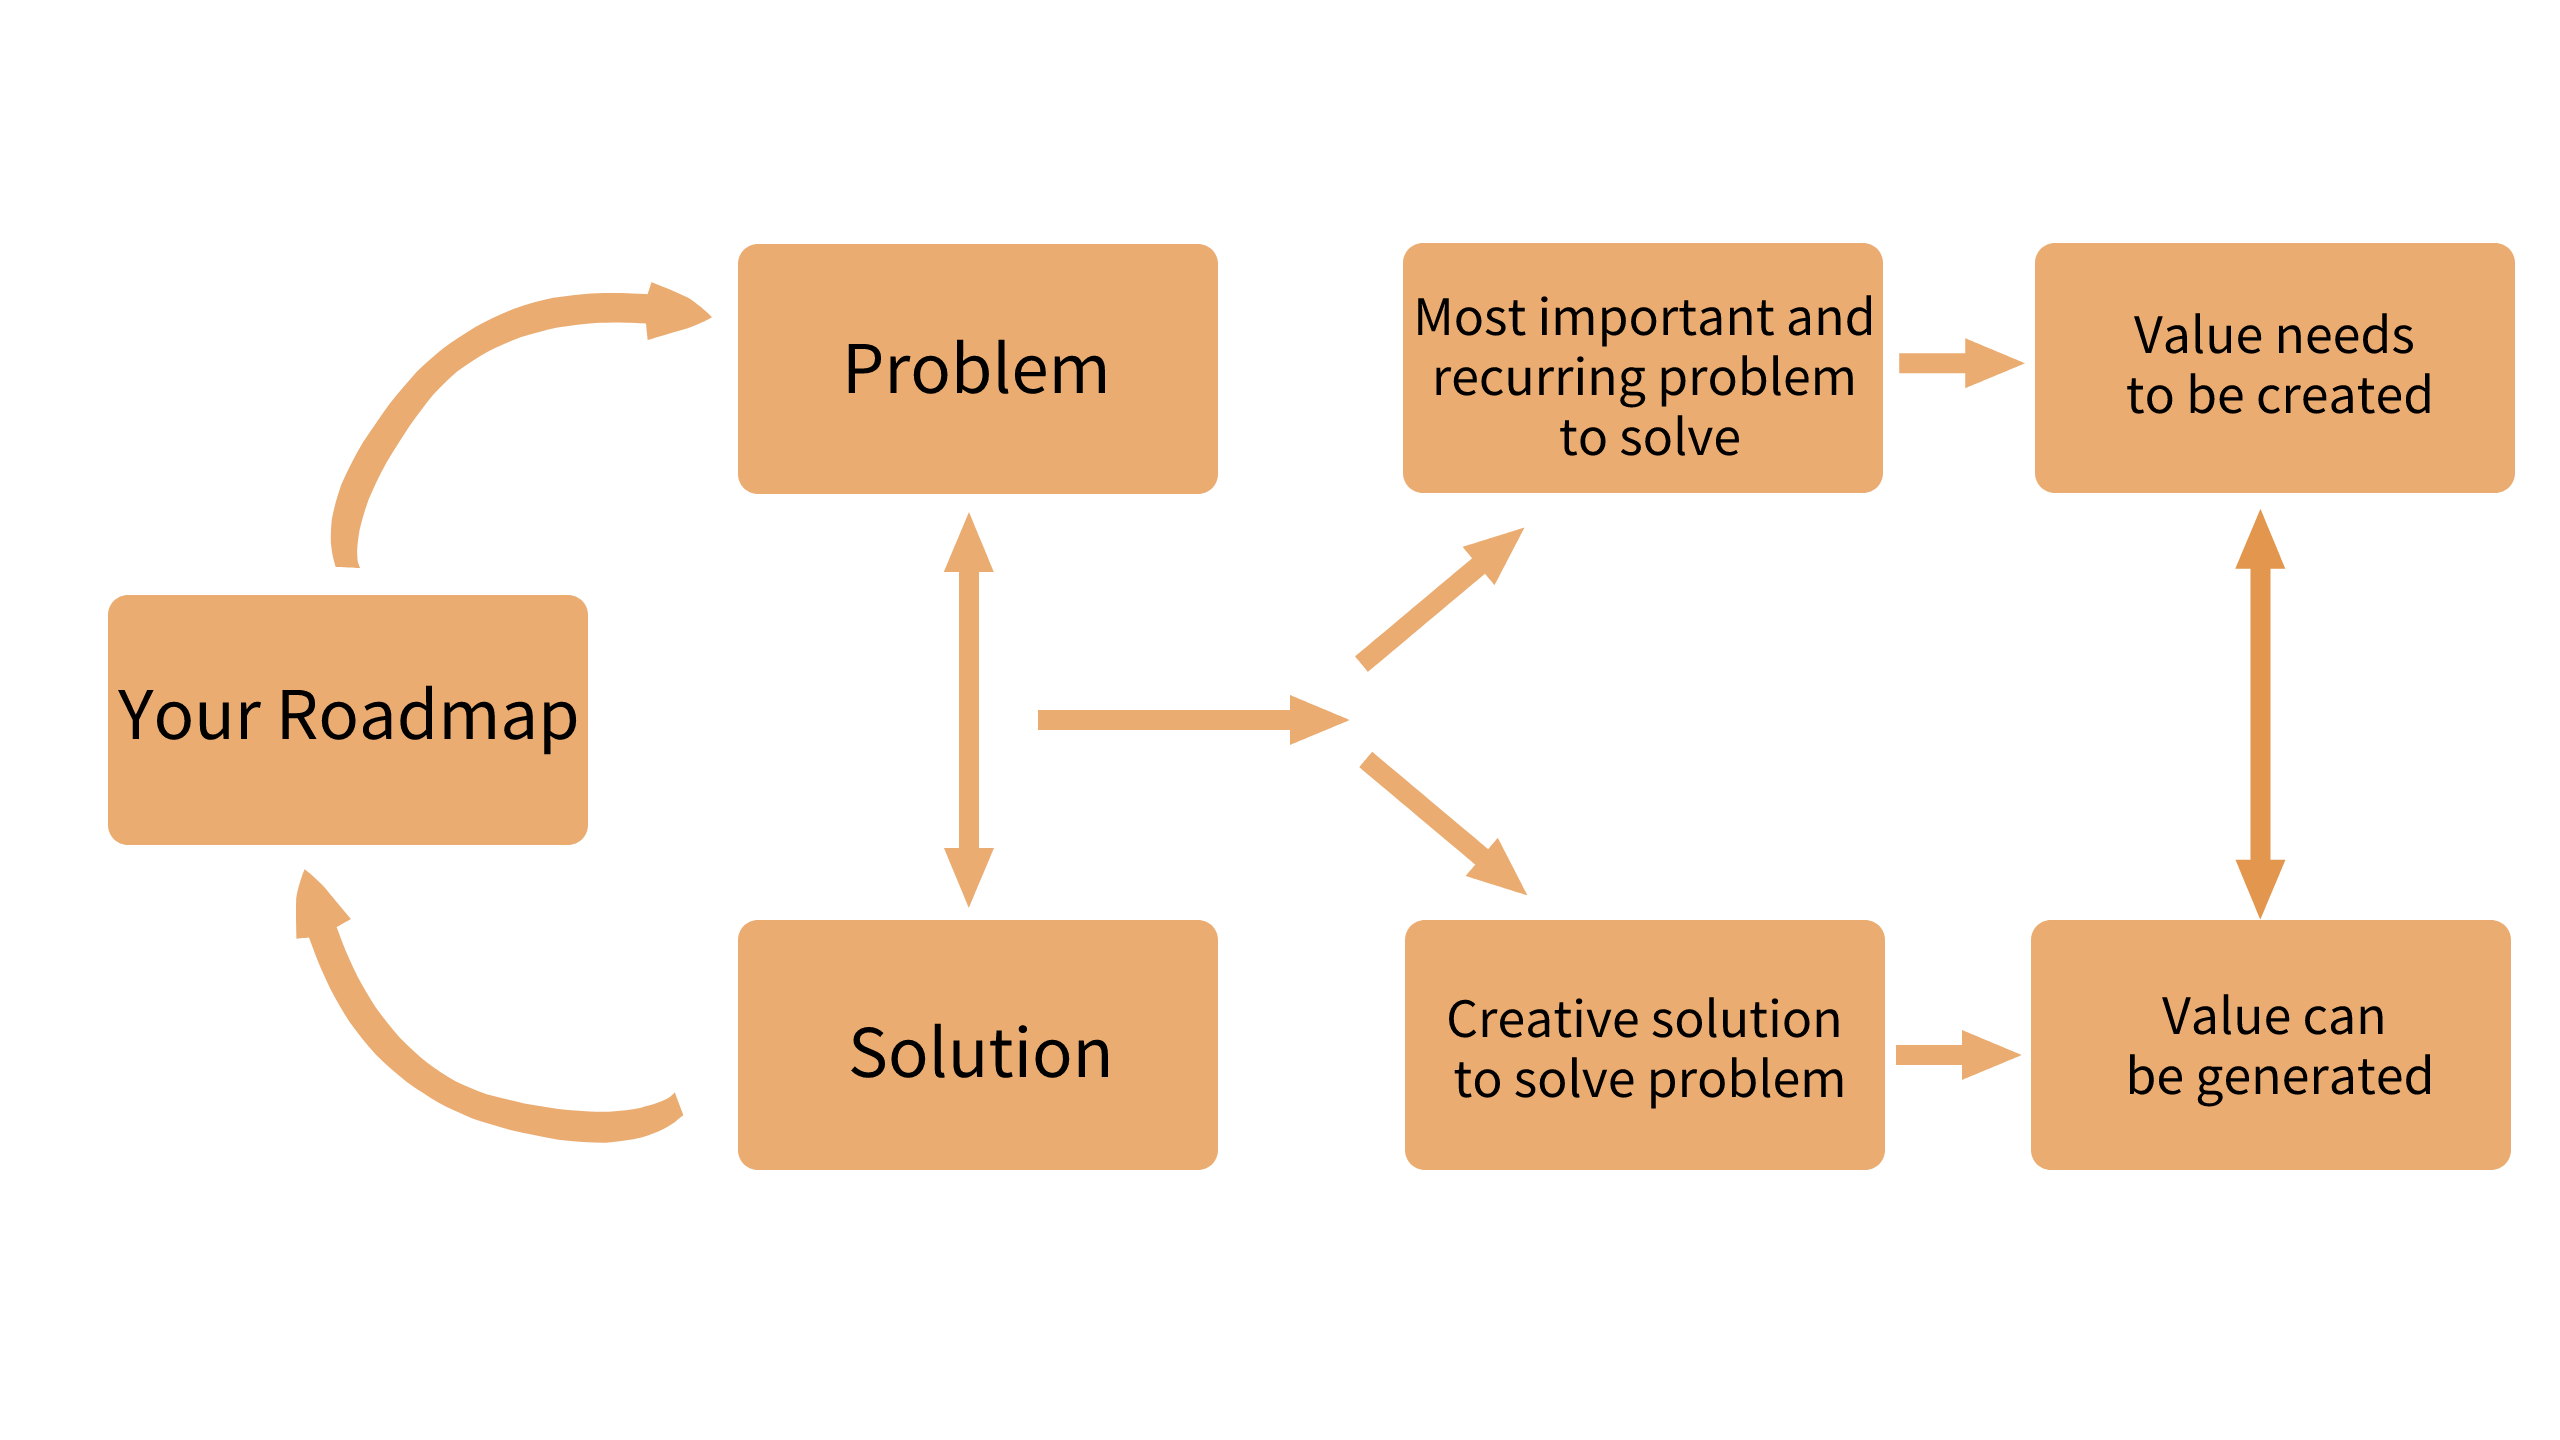 Problem
Most important and
recurring problem
to solve
Value needs
to be created
Your Roadmap
Solution
Creative solution
to solve problem
Value can
be generated